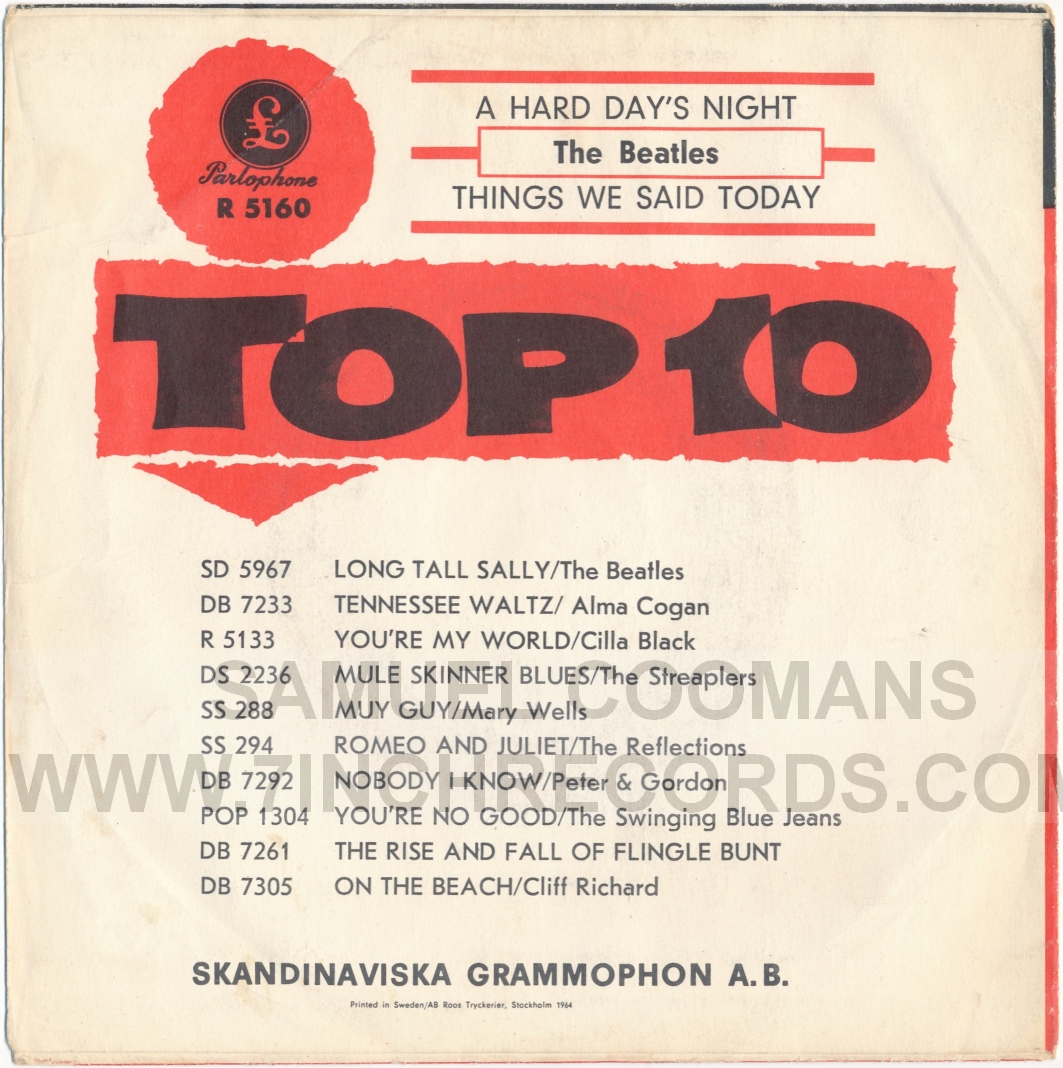 £
Parlophone
R 5160
A HARD DAY'S NIGHT
The Beatles
THINGS WE SAID TODAY
TOP 10
SD 5967 LONG TALL SALLY/The Beatles
DB 7233 TENNESSEE WALTZ/ Alma Cogan
R 5133 YOU'RE MY WORLD/Cilla Black
DS 2236 MULE SKINNER BLUES/The Streaplers
SAMUEL COOMANS
SS 288 MUY GUY/Mary Wells
SS 294 ROMEO AND JULIET/The Reflections
DB 7292 NOBODY I KNOW/Peter & Gordon
WWW.7INCHRECORDS.COM
POP 1304 YOU'RE NO GOOD/The Swinging Blue Jeans
DB 7261 THE RISE AND FALL OF FLINGLE BUNT
DB 7305 ON THE BEACH/Cliff Richard
SKANDINAVISKA GRAMMOPHON A.B.
Printed in Sweden/AB Roos Tryckerier, Stockholm 1964